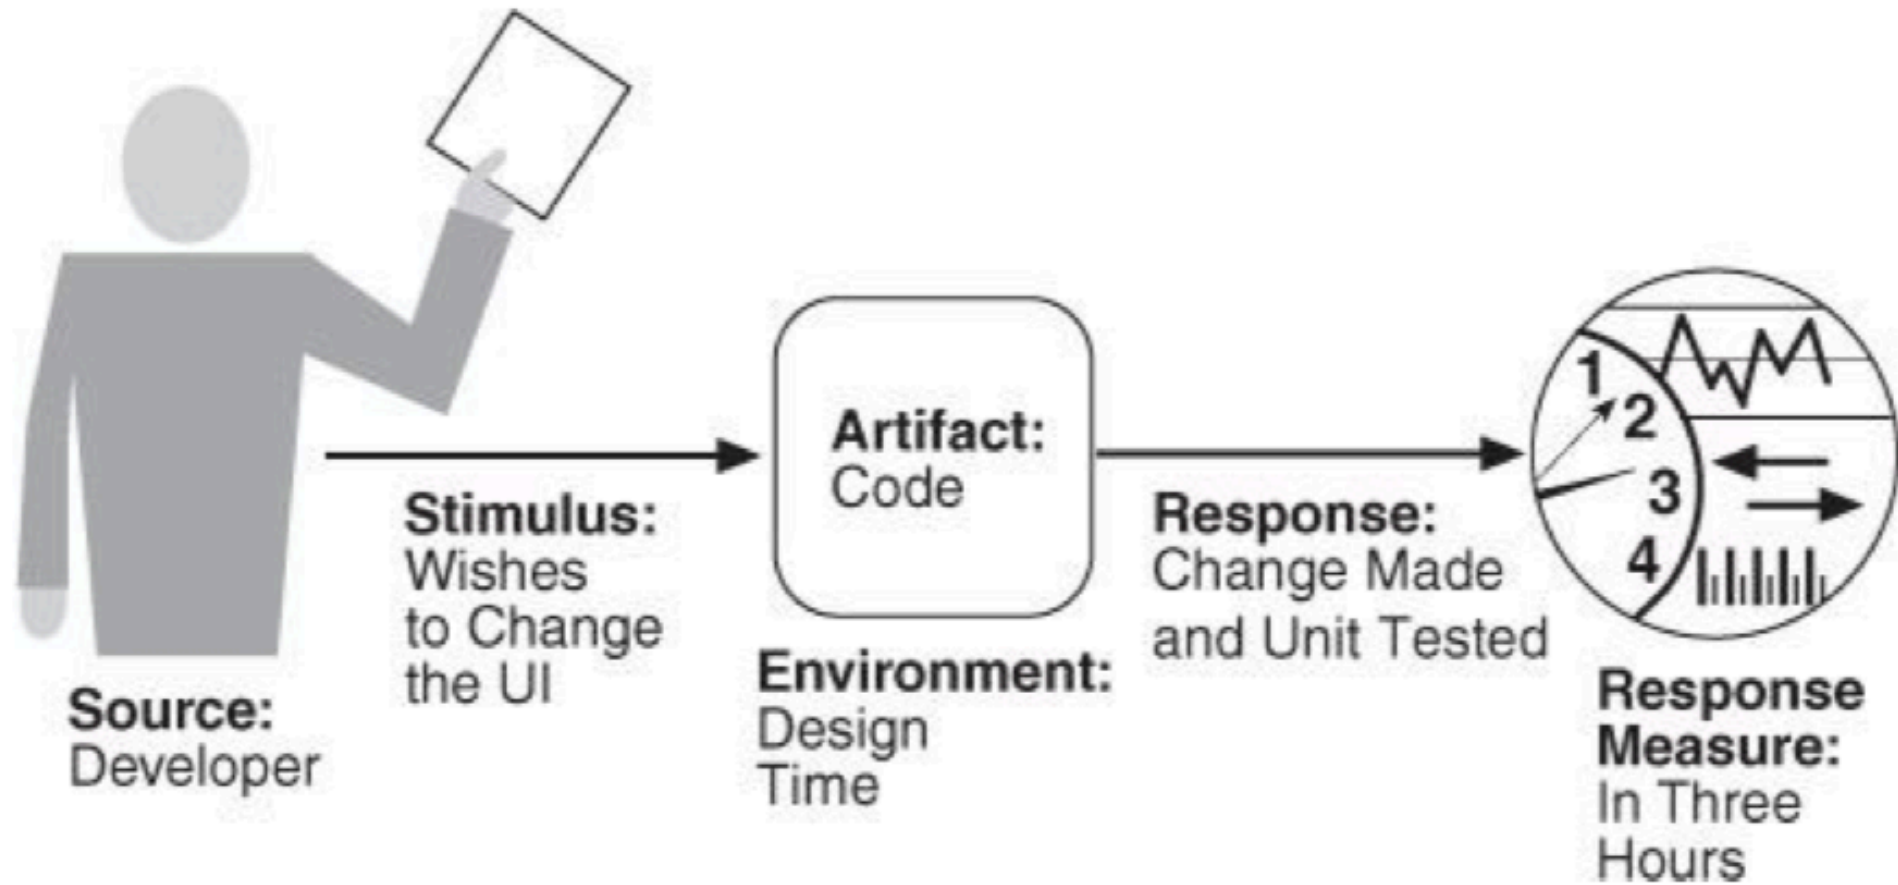 Source:
Developer
Stimulus:
Wishes
to Change
the UI
Artifact:
Code
Environment:
Design
Time
Response:
Change Made
and Unit Tested
1
2
3
4
Response
Measure:
In Three
Hours